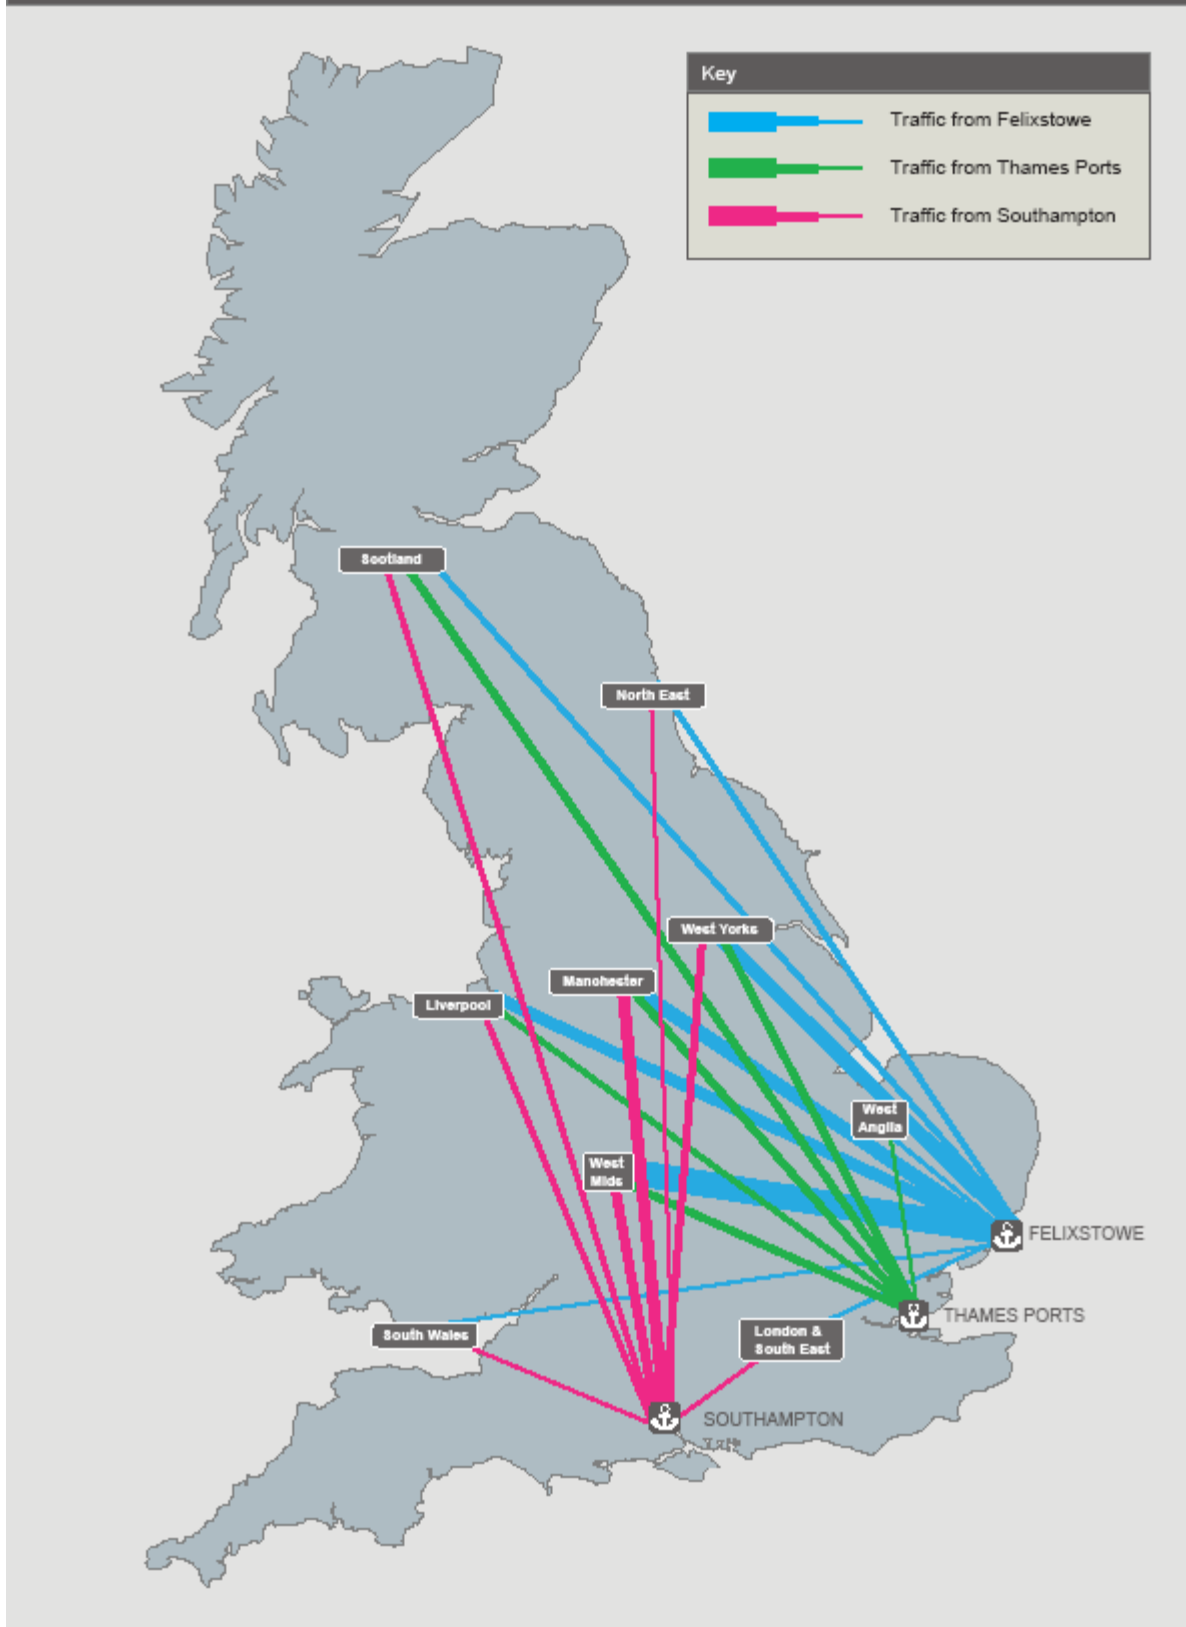 Key
Traffic from Felixstowe
Traffic from Thames Ports
Traffic from Southampton
Scotland
North East
West Yorks
Manchester
Liverpool
West
Anglia
West
Mids
FELIXSTOWE
THAMES PORTS
South Wales
London &
South East
SOUTHAMPTON